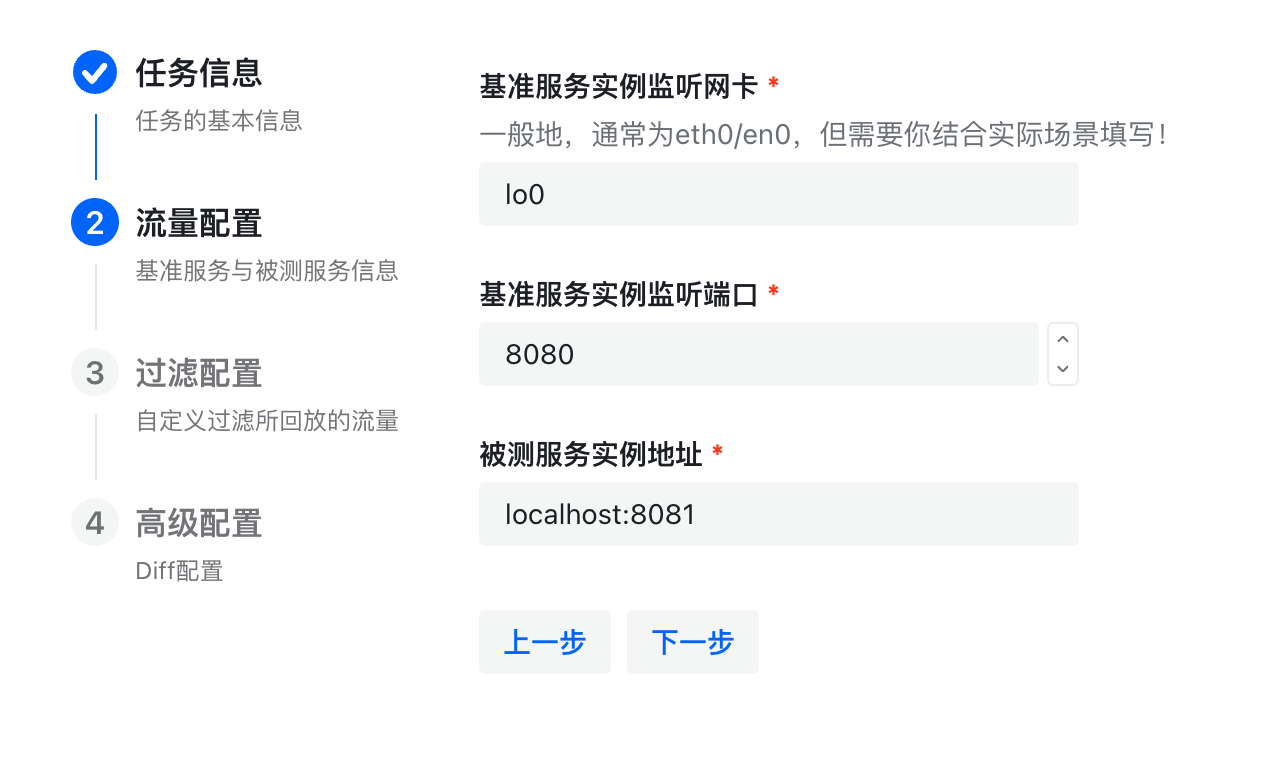 任务信息
任务的基本信息
2
流量配置
基准服务与被测服务信息
3
过滤配置
自定义过滤所回放的流量
4
高级配置
Diff配置
基准服务实例监听网卡 *
一般地，通常为eth0/en0，但需要你结合实际场景填写！
lo0
基准服务实例监听端口 *
8080
被测服务实例地址 *
localhost:8081
上一步
下一步